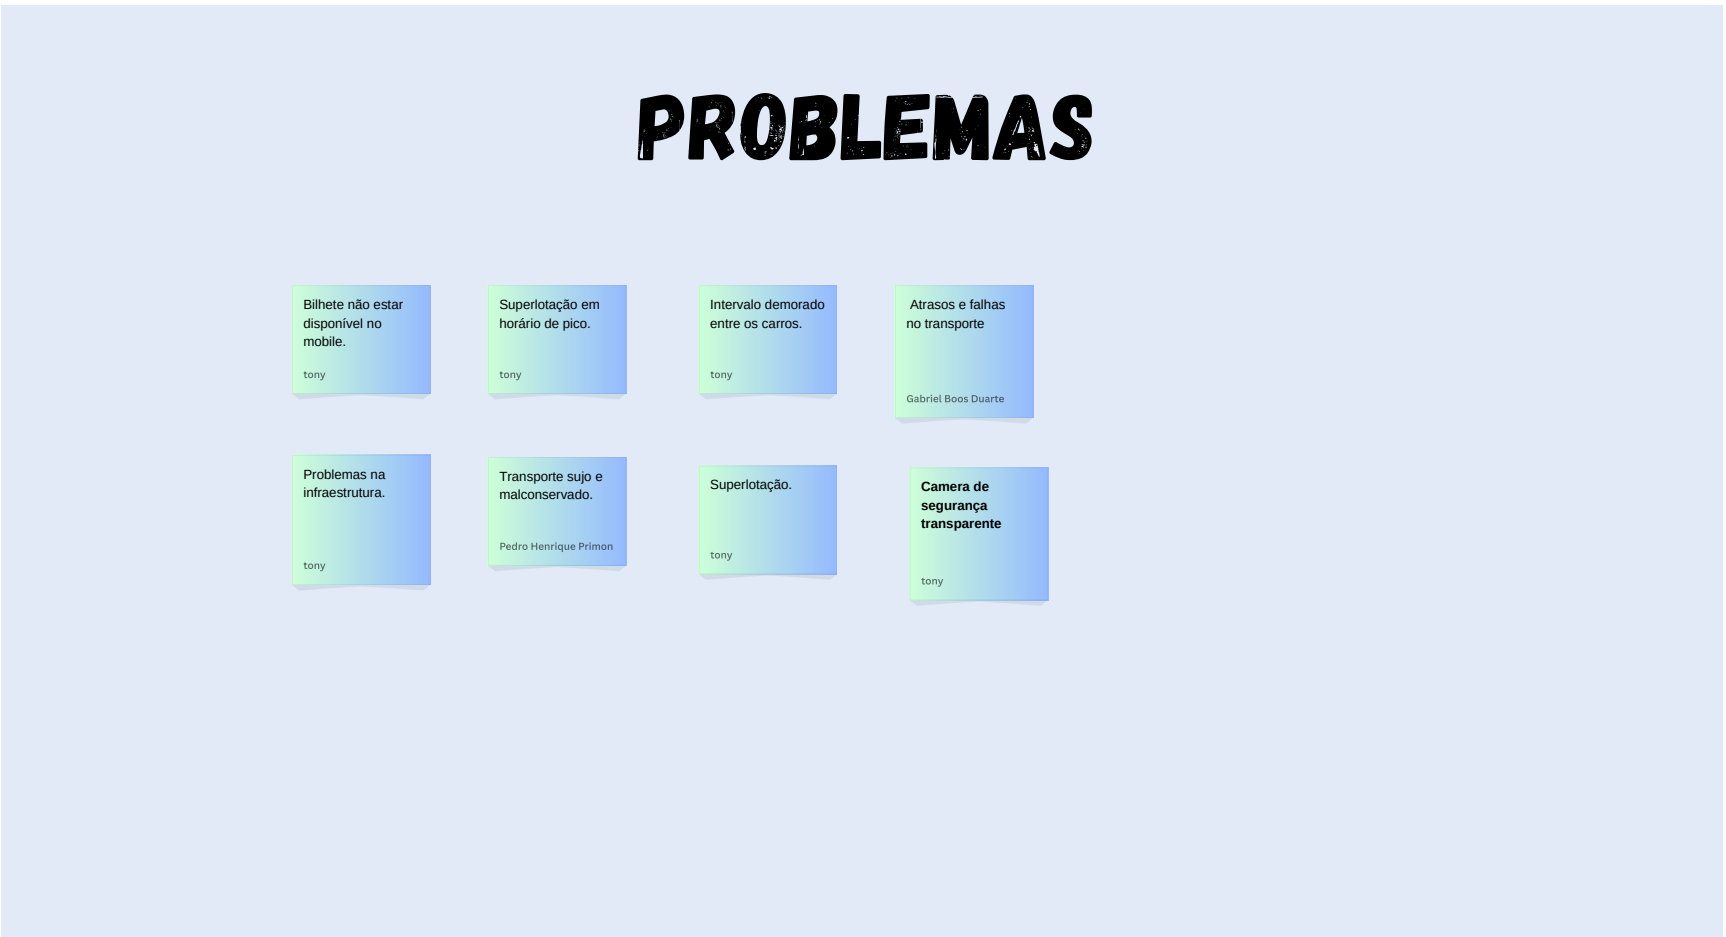 PROBLEMAS
Bilhete não estar
disponível no
mobile.
tony
Superlotação em
horário de pico.
tony
Intervalo demorado
entre os carros.
tony
Atrasos e falhas
no transporte
Gabriel Boos Duarte
Problemas na
infraestrutura.
tony
Transporte sujo e
malconservado.
Pedro Henrique Primon
Superlotação.
tony
Camera de
segurança
transparente
tony